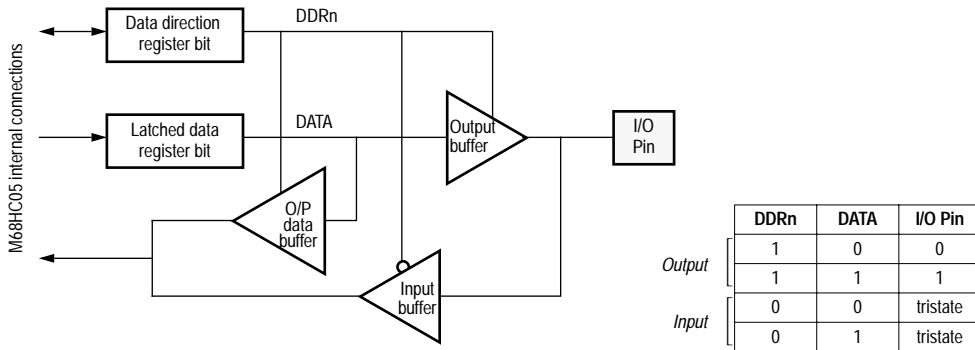 M68HC05 internal connections
Data direction
register bit
DDRn
Latched data
register bit
DATA
Output
buffer
I/O
Pin
O/P
data
buffer
Input
buffer
DDRn DATA I/O Pin
Output
1 0 0
1 1 1
Input
0 0 tristate
0 1 tristate